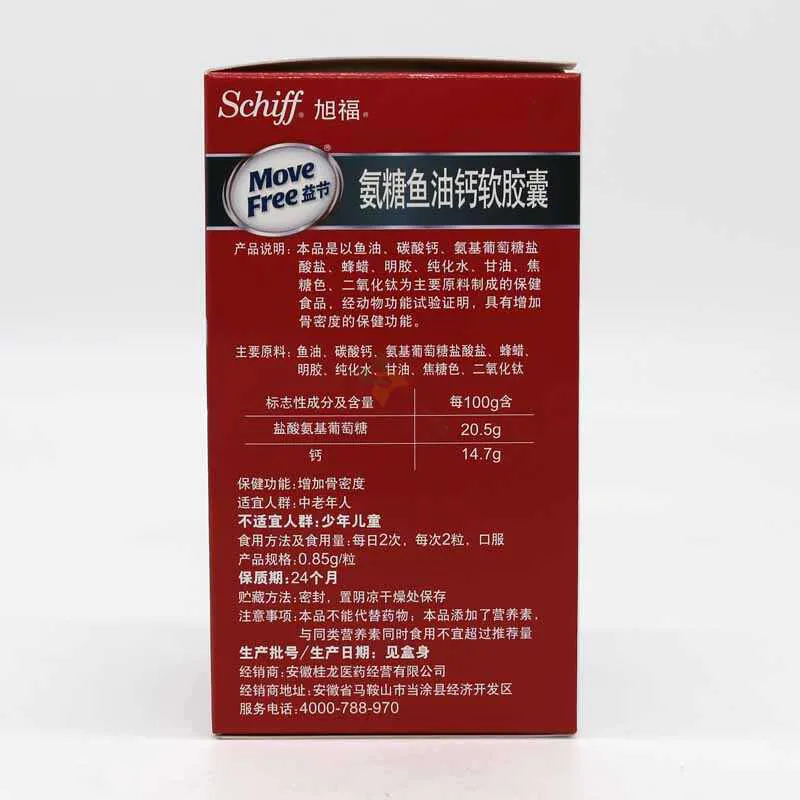 Schiff® 旭福®
Move Free 益节®
氨糖鱼油钙软胶囊
产品说明：本品是以鱼油、碳酸钙、氨基葡萄糖盐
酸盐、蜂蜡、明胶、纯化水、甘油、焦
糖色、二氧化钛为主要原料制成的保健
食品，经动物功能试验证明，具有增加
骨密度的保健功能。
主要原料：鱼油、碳酸钙、氨基葡萄糖盐酸盐、蜂蜡、
明胶、纯化水、甘油、焦糖色、二氧化钛
标志性成分及含量 每100g含
盐酸氨基葡萄糖 20.5g
钙 14.7g
保健功能：增加骨密度
适宜人群：中老年人
不适宜人群：少年儿童
食用方法及食用量：每日2次，每次2粒，口服
产品规格：0.85g/粒
保质期：24个月
贮藏方法：密封，置阴凉干燥处保存
注意事项：本品不能代替药物；本品添加了营养素，
与同类营养素同时食用不宜超过推荐量
生产批号/生产日期：见盒身
经销商：安徽桂龙医药经营有限公司
经销商地址：安徽省马鞍山市当涂县经济开发区
服务电话：4000-788-970